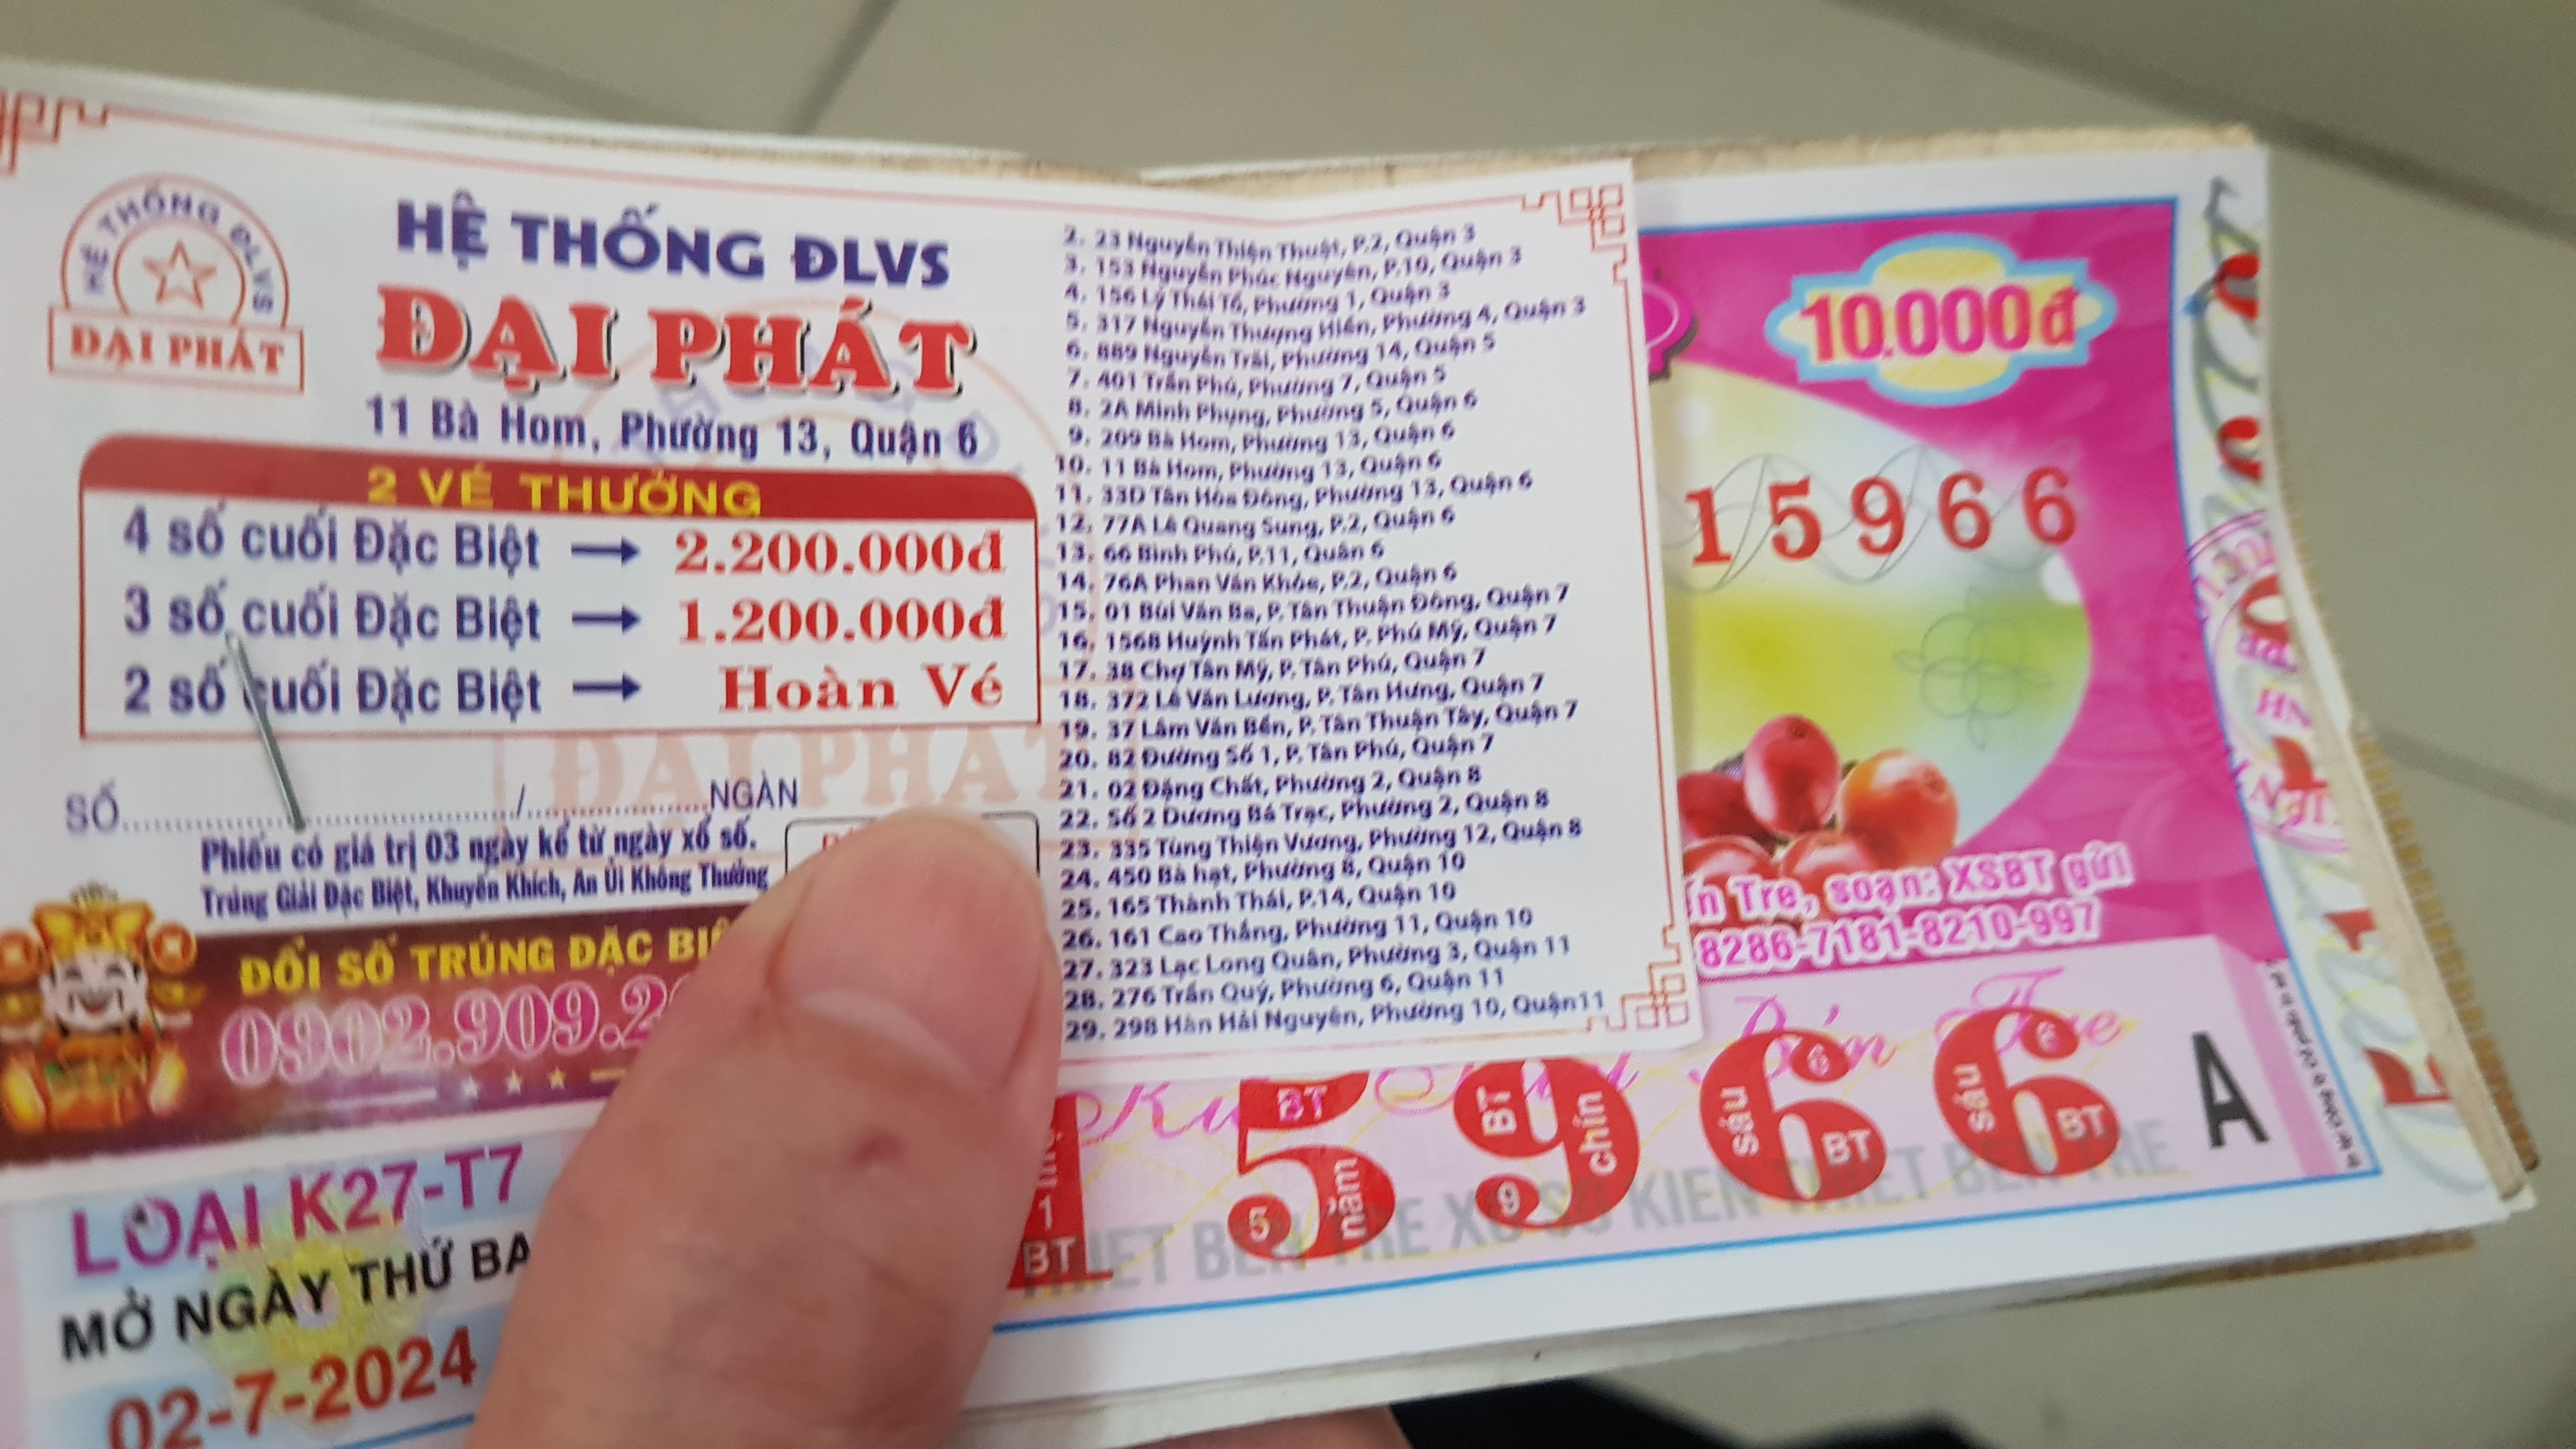 HỆ THỐNG ĐLVS
ĐẠI PHÁT
HỆ THỐNG ĐLVS
ĐẠI PHÁT
11 Bà Hom, Phường 13, Quận 6
2 VÉ THƯỞNG
4 số cuối Đặc Biệt → 2.200.000đ
3 số cuối Đặc Biệt → 1.200.000đ
2 số cuối Đặc Biệt → Hoàn Vé
SỐ............/............NGÀN
Phiếu có giá trị 03 ngày kể từ ngày xổ số.
Trúng Giải Đặc Biệt, Khuyến Khích, An Ủi Không Thưởng
ĐỔI SỐ TRÚNG ĐẶC
0902.909.2
2. 23 Nguyễn Thiện Thuật, P.2, Quận 3
3. 153 Nguyễn Phúc Nguyên, P.10, Quận 3
4. 156 Lý Thái Tổ, Phường 1, Quận 3
5. 317 Nguyễn Thượng Hiền, Phường 4, Quận 3
6. 889 Nguyễn Trãi, Phường 14, Quận 5
7. 401 Trần Phú, Phường 7, Quận 5
8. 2A Minh Phụng, Phường 5, Quận 6
9. 209 Bà Hom, Phường 13, Quận 6
10. 11 Bà Hom, Phường 13, Quận 6
11. 33D Tân Hòa Đông, Phường 13, Quận 6
12. 77A Lê Quang Sung, P.2, Quận 6
13. 66 Bình Phú, P.11, Quân 6
14. 76A Phan Văn Khỏe, P.2, Quận 6
15. 01 Bùi Văn Ba, P. Tân Thuận Đông, Quận 7
16. 1568 Huỳnh Tấn Phát, P. Phú Mỹ, Quận 7
17. 38 Chợ Tân Mỹ, P. Tân Phú, Quận 7
18. 372 Lê Văn Lương, P. Tân Hưng, Quận 7
19. 37 Lâm Văn Bền, P. Tân Thuận Tây, Quận 7
20. 82 Đường Số 1, P. Tân Phú, Quận 7
21. 02 Đặng Chất, Phường 2, Quận 8
22. Số 2 Dương Bá Trạc, Phường 2, Quận 8
23. 335 Tùng Thiện Vương, Phường 12, Quận 8
24. 450 Bà hạt, Phường 8, Quận 10
25. 165 Thành Thái, P.14, Quận 10
26. 161 Cao Thắng, Phường 11, Quận 10
27. 323 Lạc Long Quân, Phường 3, Quận 11
28. 276 Trần Quý, Phường 6, Quận 11
29. 298 Hàn Hải Nguyên, Phường 10, Quận11
10.000đ
15966
Tre, soạn: XSBT gửi
8286-7181-8210-997
1 5 9 6 6 A
LOẠI K27-T7
MỞ NGÀY THỨ BA
02-7-2024